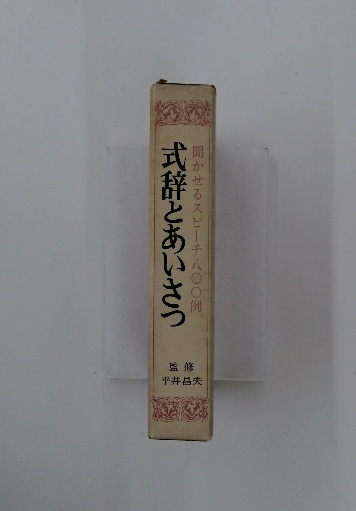 聞かせるスピーチ八〇〇例
式辞とあいさつ
監修
平井昌夫